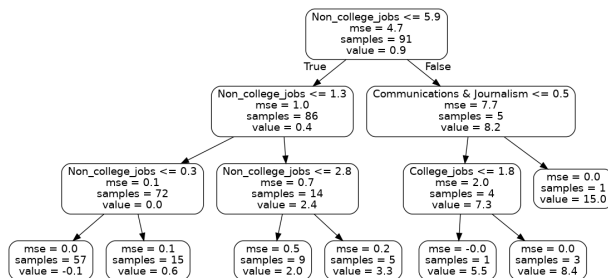 Non_college_jobs <= 5.9
mse = 4.7
samples = 91
value = 0.9
True
False
Non_college_jobs <= 1.3
mse = 1.0
samples = 86
value = 0.4
Communications & Journalism <= 0.5
mse = 7.7
samples = 5
value = 8.2
Non_college_jobs <= 0.3
mse = 0.1
samples = 72
value = 0.0
Non_college_jobs <= 2.8
mse = 0.7
samples = 14
value = 2.4
College_jobs <= 1.8
mse = 2.0
samples = 4
value = 7.3
mse = 0.0
samples = 1
value = 15.0
mse = 0.0
samples = 57
value = -0.1
mse = 0.1
samples = 15
value = 0.6
mse = 0.5
samples = 9
value = 2.0
mse = 0.2
samples = 5
value = 3.3
mse = -0.0
samples = 1
value = 5.5
mse = 0.0
samples = 3
value = 8.4